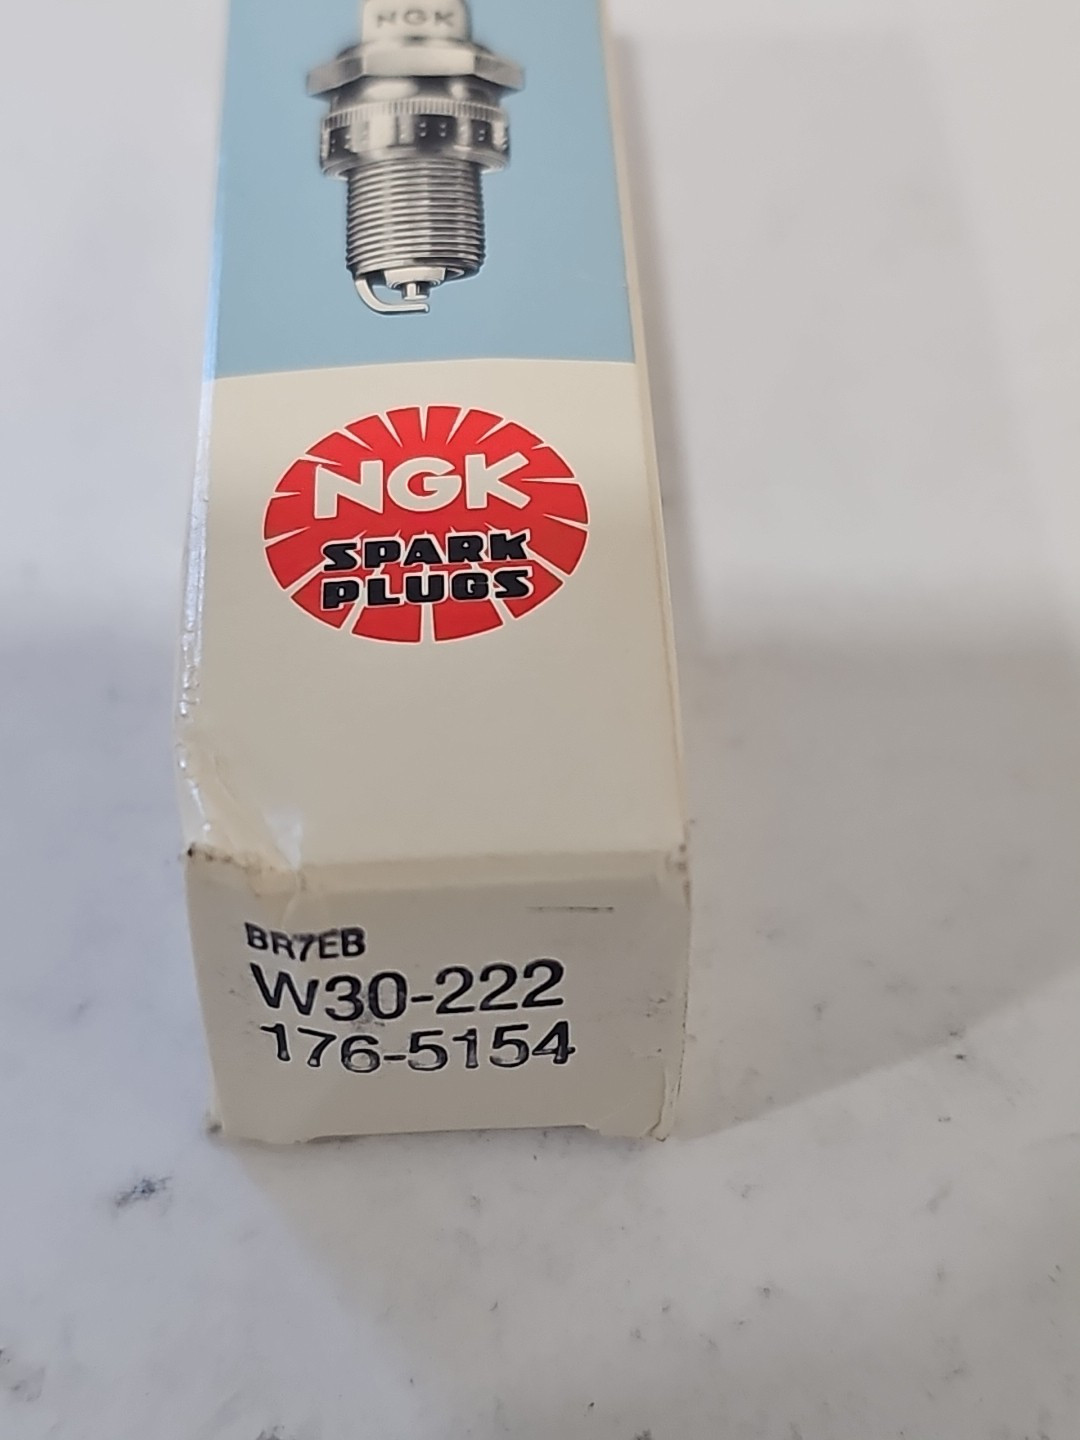 NGK
NGK
SPARK
PLUGS
BR7EB
W30-222
176-5154